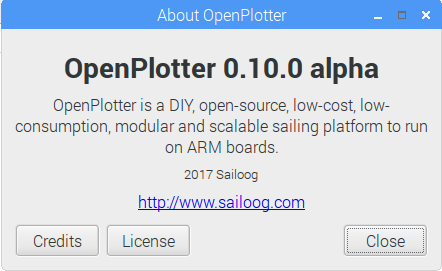 About OpenPlotter
OpenPlotter 0.10.0 alpha
OpenPlotter is a DIY, open-source, low-cost, low-
consumption, modular and scalable sailing platform to run
on ARM boards.
2017 Sailoog
http://www.sailoog.com
Credits License Close